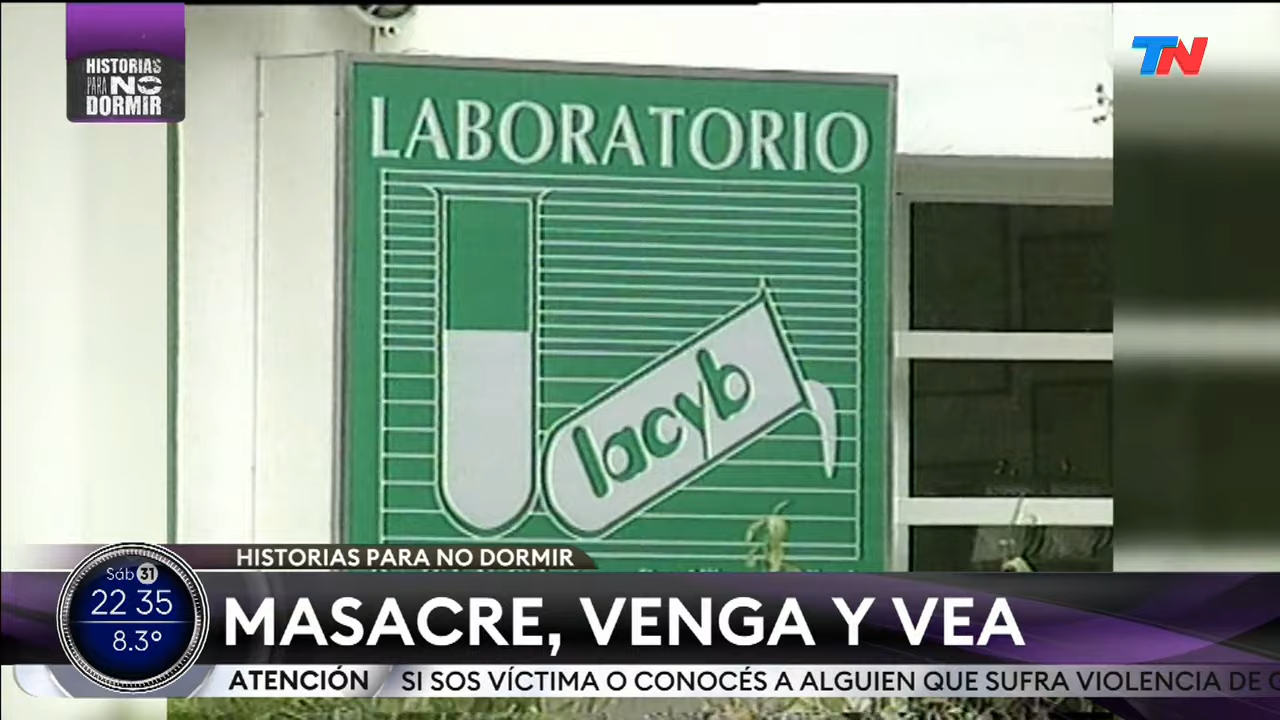 HISTORIAS
PARA NO
DORMIR
TN
LABORATORIO
lacyb
HISTORIAS PARA NO DORMIR
Sáb 31
22 35
8.3°
MASACRE, VENGA Y VEA
ATENCIÓN SI SOS VÍCTIMA O CONOCÉS A ALGUIEN QUE SUFRA VIOLENCIA DE